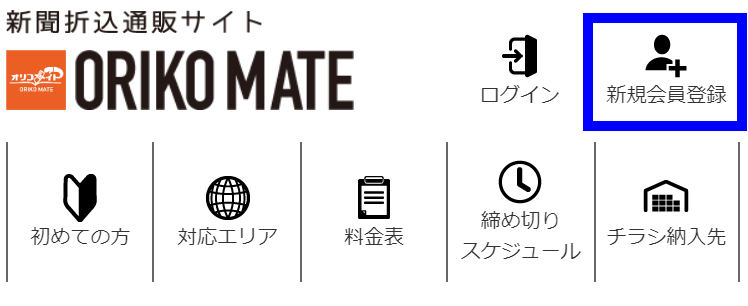 新聞折込通販サイト
オリコメイト
ORIKO MATE
ORIKO MATE
ログイン
新規会員登録
初めての方
対応エリア
料金表
締め切り
スケジュール
チラシ納入先